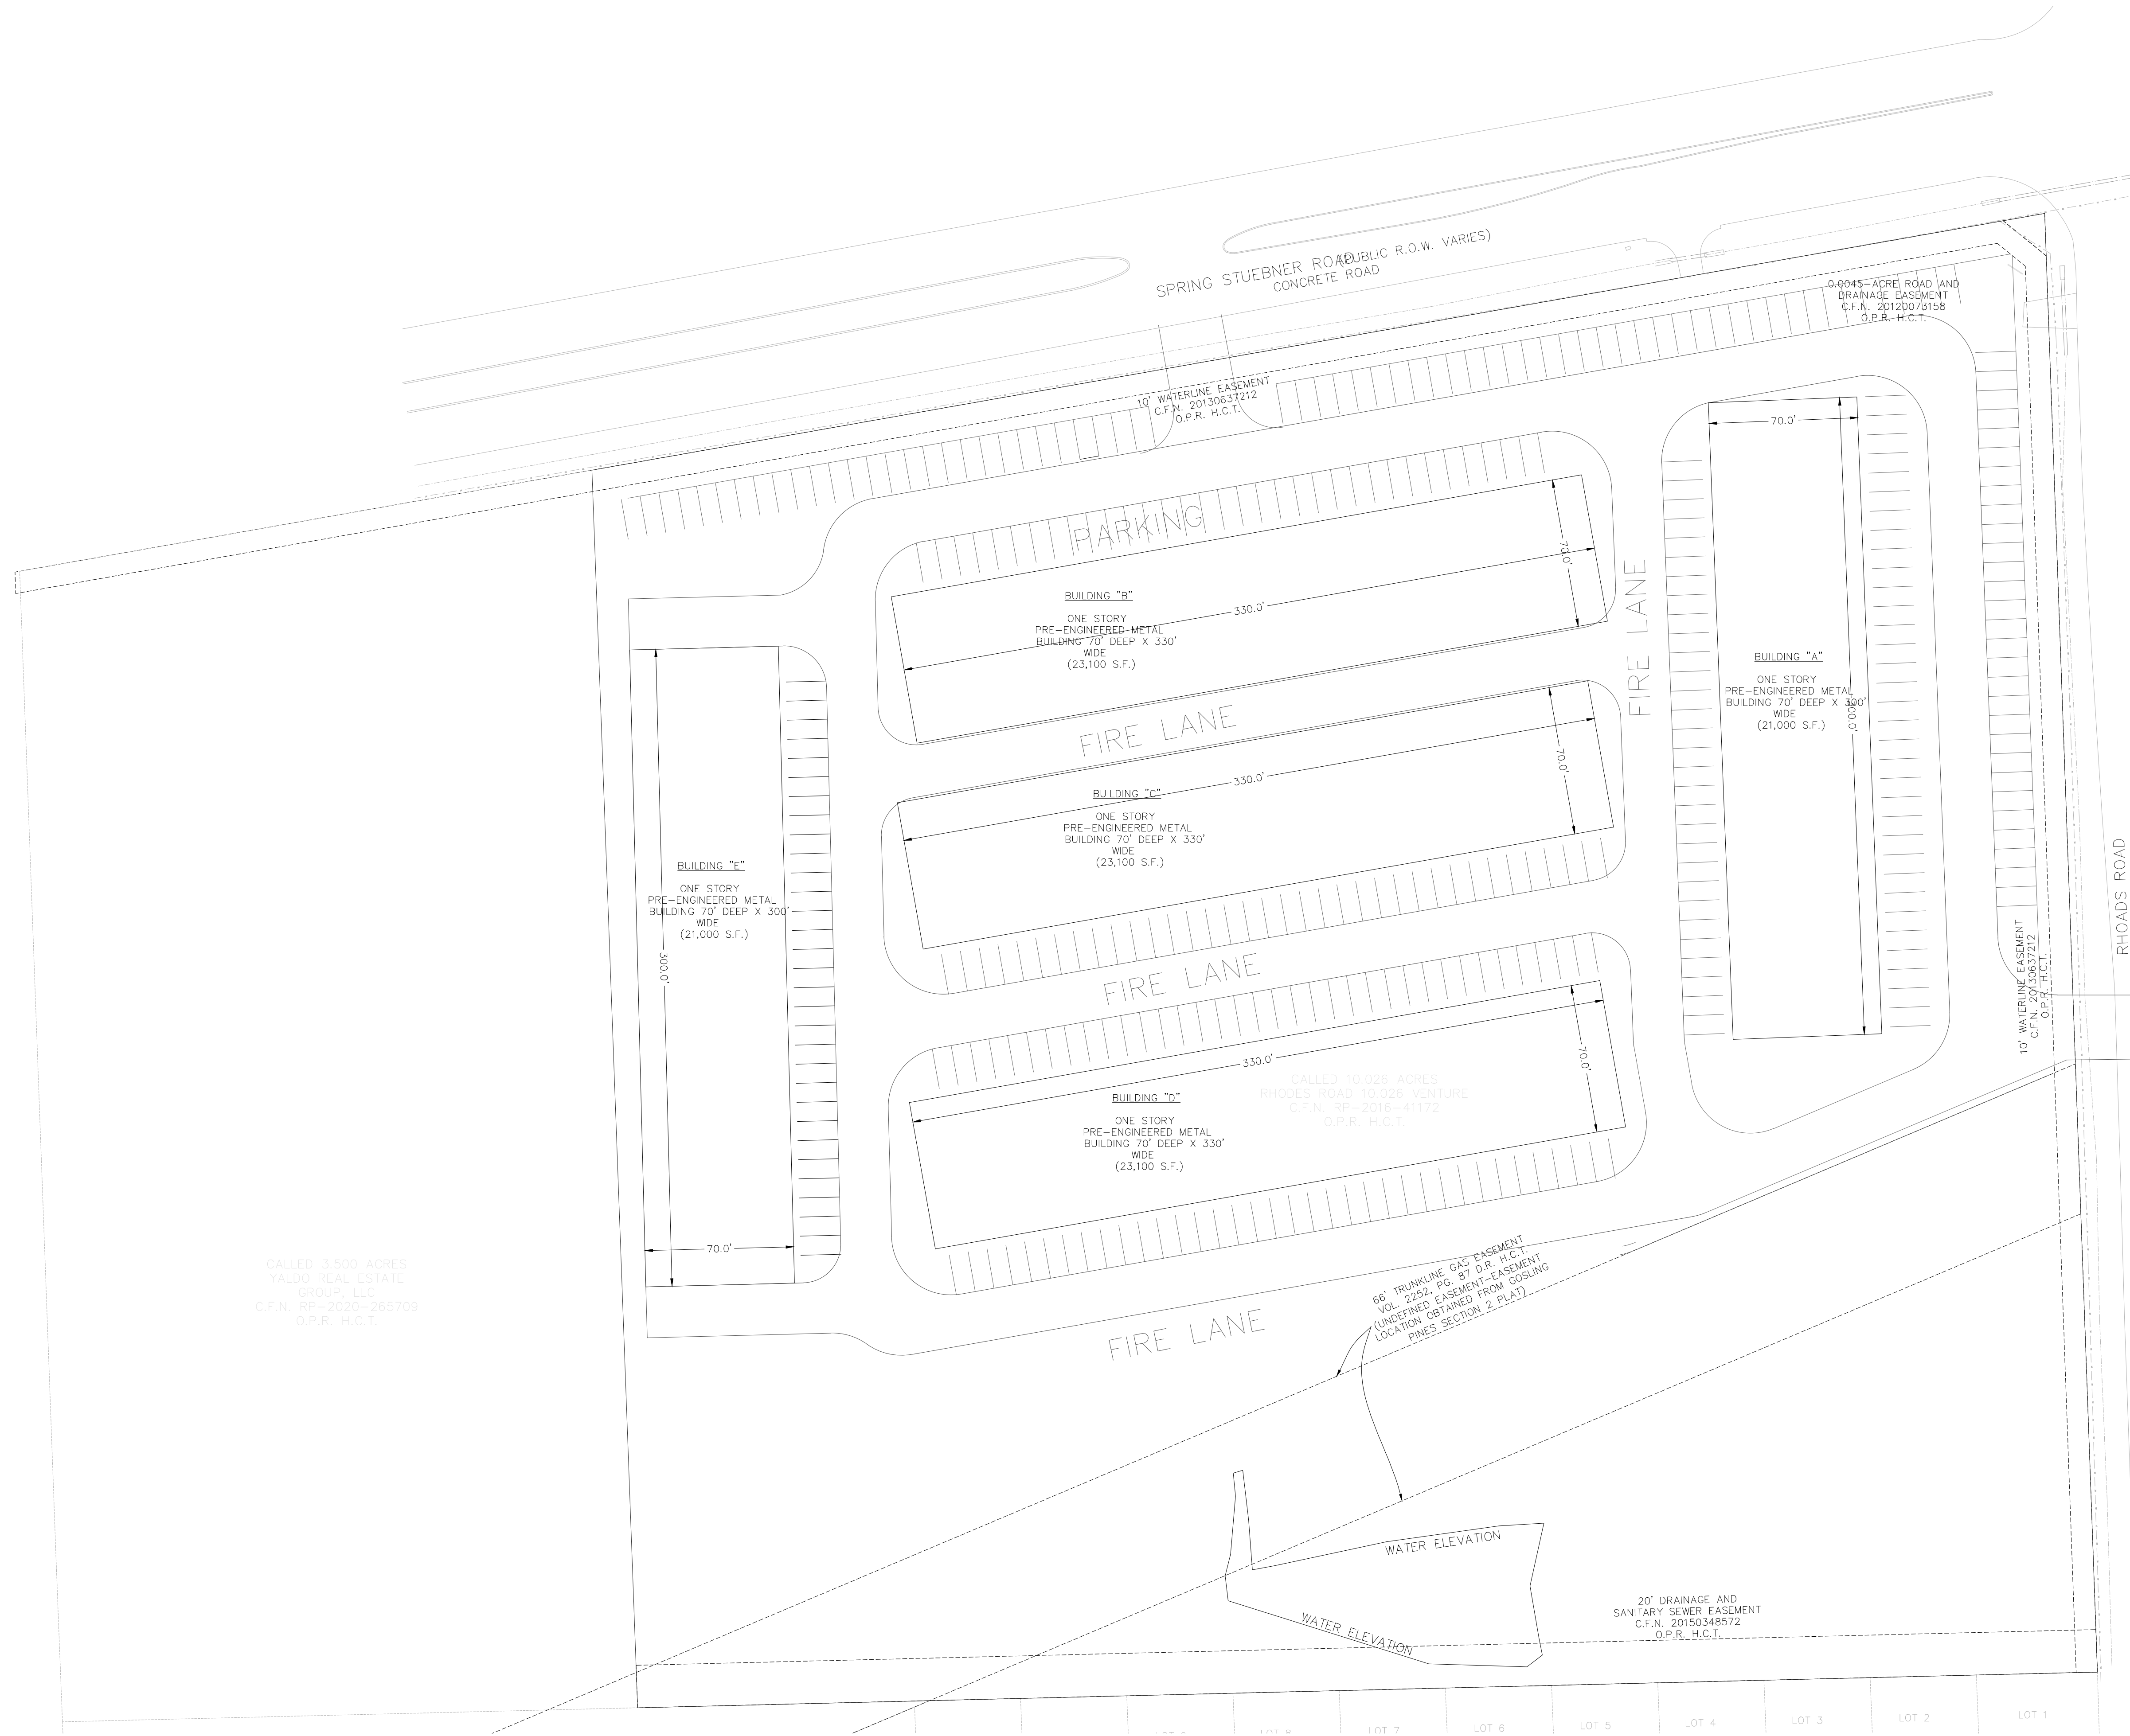 SPRING STUEBNER ROAD
(PUBLIC R.O.W. VARIES)
CONCRETE ROAD
0.0045-ACRE ROAD AND
DRAINAGE EASEMENT
C.F.N. 20120073158
O.P.R. H.C.T.
10' WATERLINE EASEMENT
C.F.N. 20130637212
O.P.R. H.C.T.
70.0'
PARKING
70.0'
FIRE LANE
BUILDING "B"
ONE STORY
PRE-ENGINEERED METAL
BUILDING 70' DEEP X 330'
WIDE
(23,100 S.F.)
330.0'
BUILDING "A"
ONE STORY
PRE-ENGINEERED METAL
BUILDING 70' DEEP X 300'
WIDE
(21,000 S.F.)
300.0'
FIRE LANE
70.0'
330.0'
BUILDING "C"
ONE STORY
PRE-ENGINEERED METAL
BUILDING 70' DEEP X 330'
WIDE
(23,100 S.F.)
BUILDING "E"
ONE STORY
PRE-ENGINEERED METAL
BUILDING 70' DEEP X 300'
WIDE
(21,000 S.F.)
300.0'
RHOADS ROAD
FIRE LANE
10' WATERLINE EASEMENT
C.F.N. 20130637212
O.P.R. H.C.T.
330.0'
70.0'
CALLED 10.026 ACRES
RHODES ROAD 10.026 VENTURE
C.F.N. RP-2016-41172
O.P.R. H.C.T.
BUILDING "D"
ONE STORY
PRE-ENGINEERED METAL
BUILDING 70' DEEP X 330'
WIDE
(23,100 S.F.)
70.0'
CALLED 3.500 ACRES
YALDO REAL ESTATE
GROUP, LLC
C.F.N. RP-2020-265709
O.P.R. H.C.T.
66' TRUNKLINE GAS EASEMENT
VOL. 2252, PG. 87 D.R. H.C.T.
(UNDEFINED EASEMENT-EASEMENT
LOCATION OBTAINED FROM GOSLING
PINES SECTION 2 PLAT)
FIRE LANE
WATER ELEVATION
WATER ELEVATION
20' DRAINAGE AND
SANITARY SEWER EASEMENT
C.F.N. 20150348572
O.P.R. H.C.T.
LOT 8
LOT 7
LOT 6
LOT 5
LOT 4
LOT 3
LOT 2
LOT 1